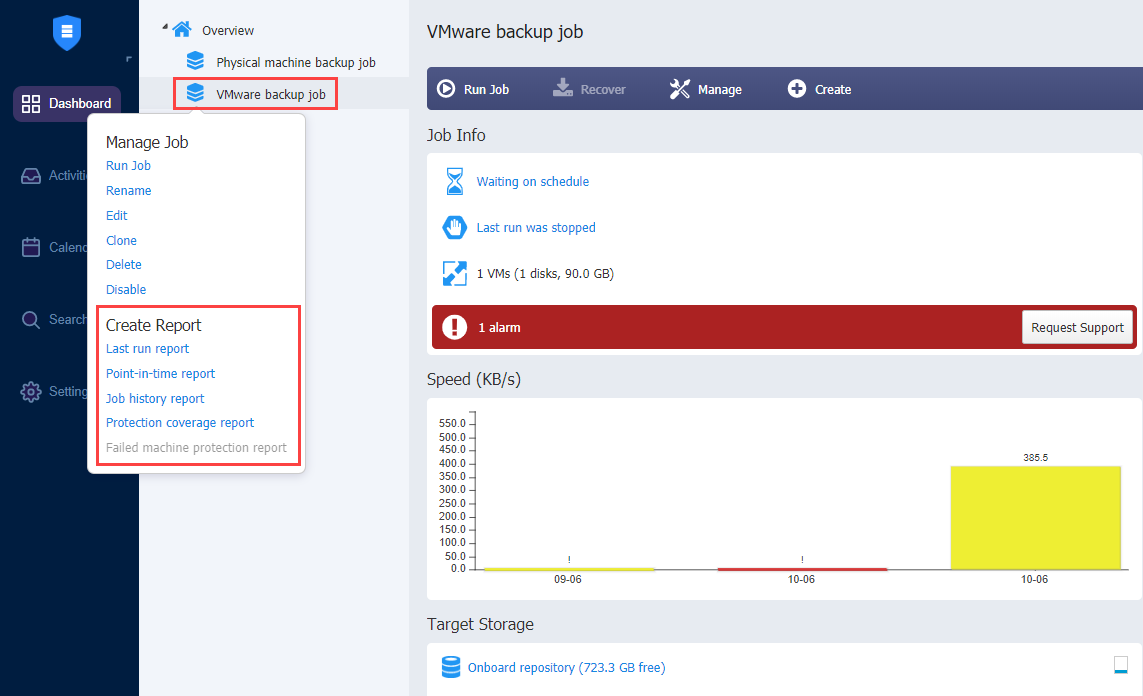 Dashboard
Activiti
Calenc
Search
Setting
Overview
Physical machine backup job
VMware backup job
Manage Job
Run Job
Rename
Edit
Clone
Delete
Disable
Create Report
Last run report
Point-in-time report
Job history report
Protection coverage report
Failed machine protection report
VMware backup job
Run Job Recover Manage Create
Job Info
Waiting on schedule
Last run was stopped
1 VMs (1 disks, 90.0 GB)
1 alarm Request Support
Speed (KB/s)
550.0
500.0
450.0
400.0
350.0
300.0
250.0
200.0
150.0
100.0
50.0
0.0
! ! 385.5
09-06 10-06 10-06
Target Storage
Onboard repository (723.3 GB free)